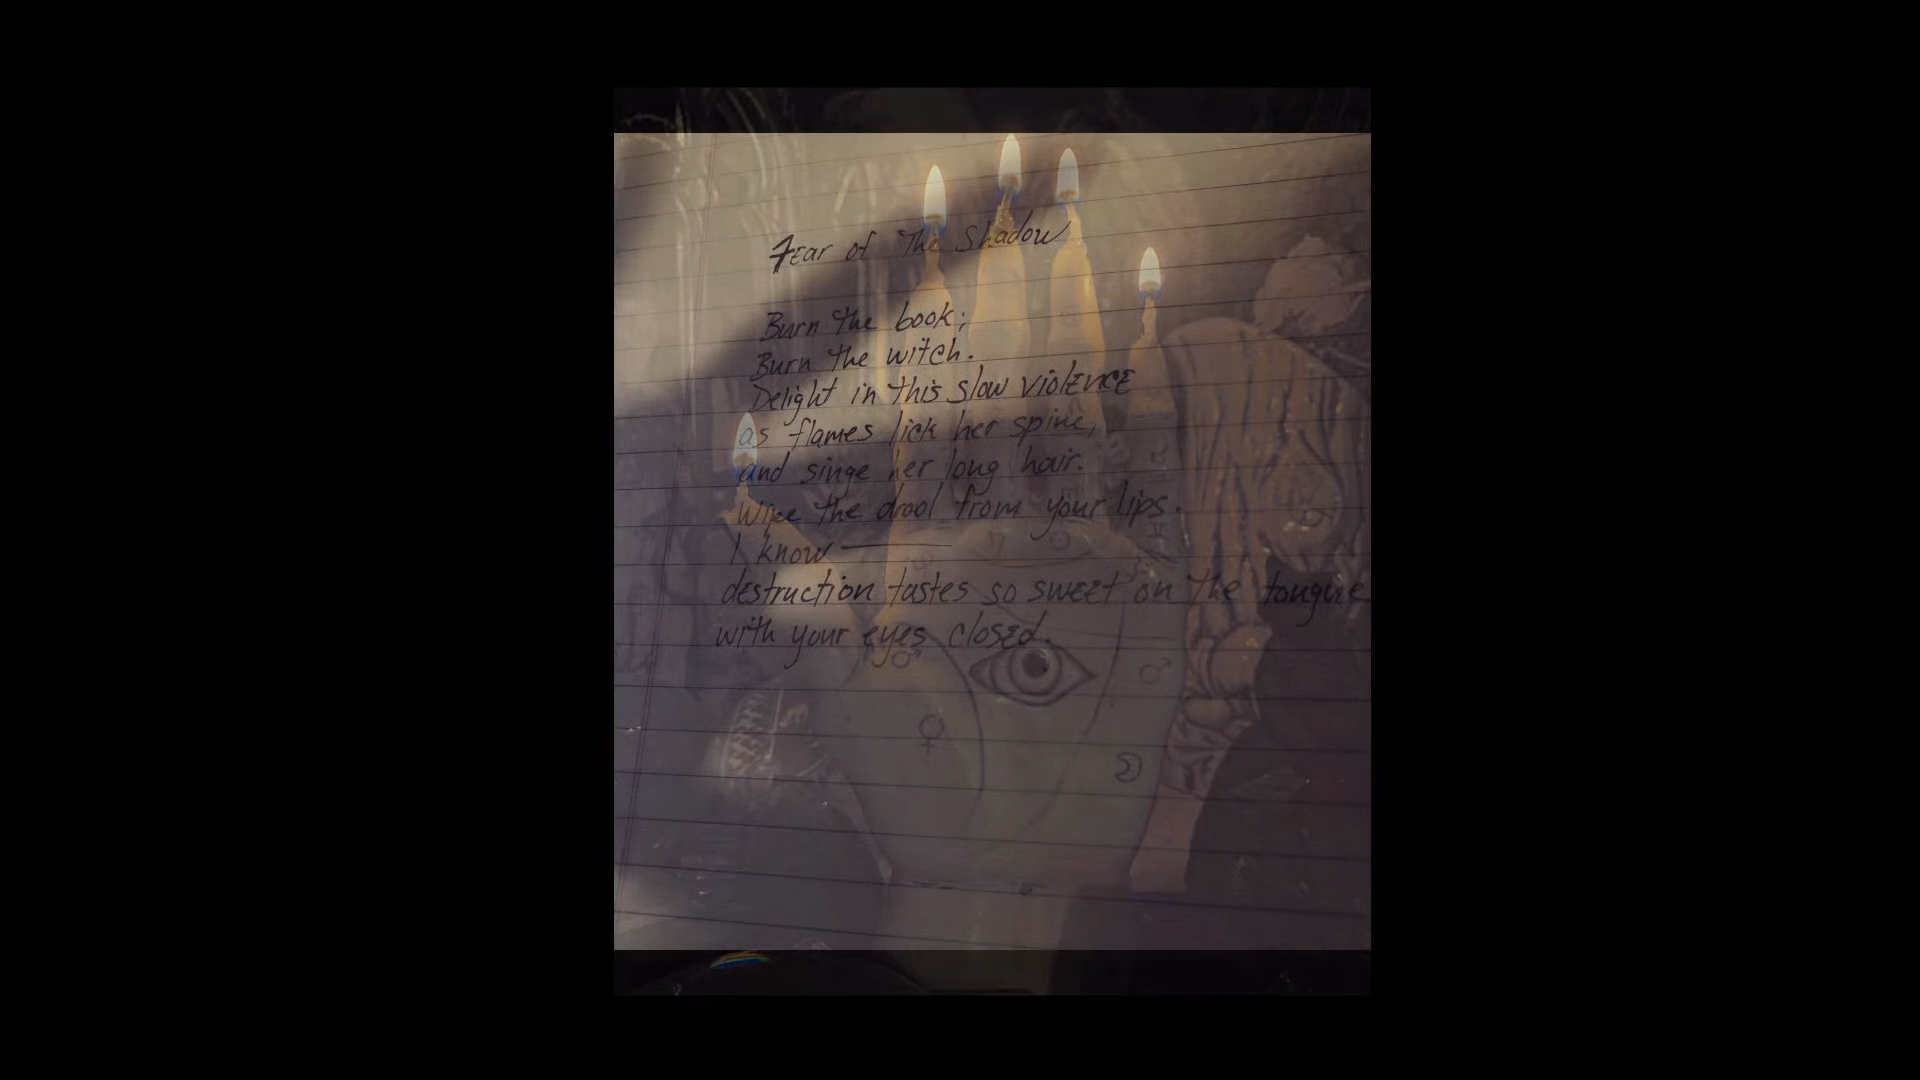 Fear of The Shadow
Burn the book;
Burn the witch.
Delight in this slow violence
as flames lick her spine,
and singe her long hair.
Wipe the drool from your lips.
I know —
destruction tastes so sweet on the tongue
with your eyes closed.